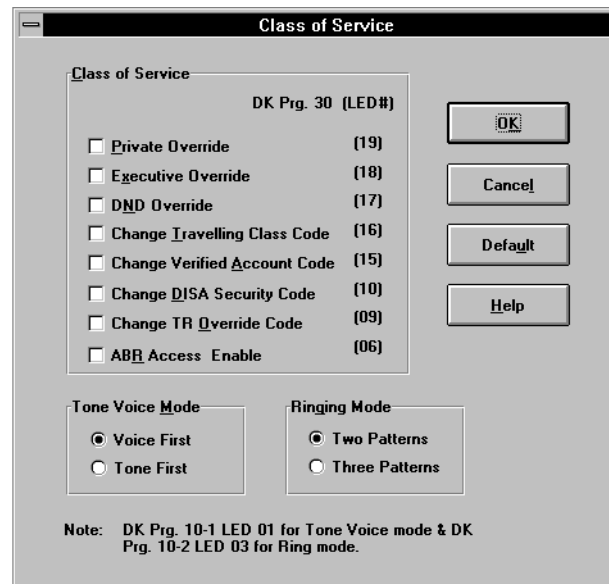 Class of Service
Class of Service
DK Prg. 30 (LED#)
Private Override (19)
Executive Override (18)
DND Override (17)
Change Travelling Class Code (16)
Change Verified Account Code (15)
Change DISA Security Code (10)
Change TR Override Code (09)
ABR Access Enable (06)
OK
Cancel
Default
Help
Tone Voice Mode
Voice First
Tone First
Ringing Mode
Two Patterns
Three Patterns
Note: DK Prg. 10-1 LED 01 for Tone Voice mode & DK
Prg. 10-2 LED 03 for Ring mode.